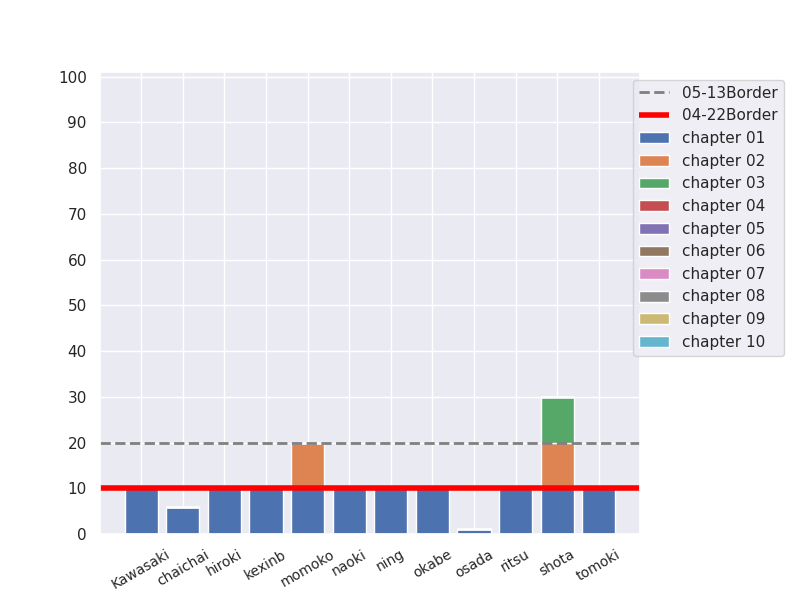 100
90
80
70
60
50
40
30
20
10
0
Kawasaki
chaichai
hiroki
kexinb
momoko
naoki
ning
okabe
osada
ritsu
shota
tomoki
05-13Border
04-22Border
chapter 01
chapter 02
chapter 03
chapter 04
chapter 05
chapter 06
chapter 07
chapter 08
chapter 09
chapter 10